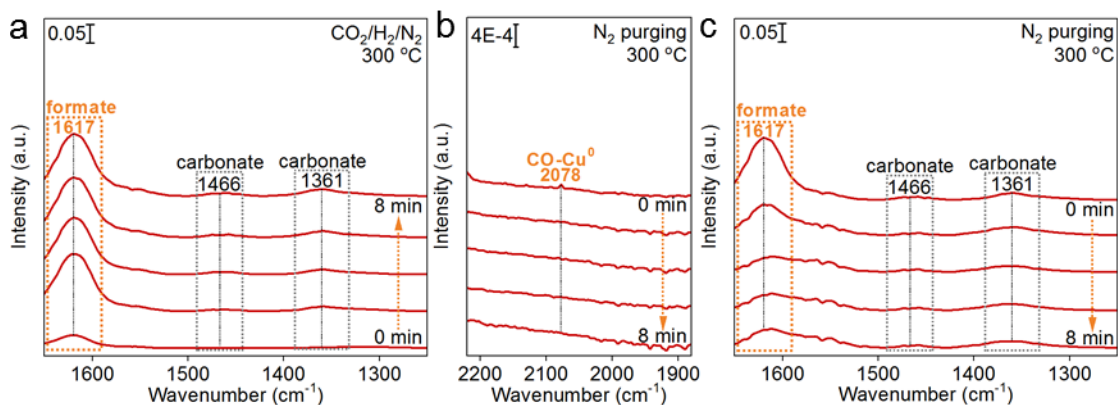 a
0.05
CO₂/H₂/N₂
300 °C
formate
1617
carbonate
1466
carbonate
1361
8 min
0 min
Intensity (a.u.)
1600
1500
1400
1300
Wavenumber (cm⁻¹)
b
4E-4
N₂ purging
300 °C
CO-Cu⁰
2078
0 min
8 min
Intensity (a.u.)
2200
2100
2000
1900
Wavenumber (cm⁻¹)
c
0.05
N₂ purging
300 °C
formate
1617
carbonate
1466
carbonate
1361
0 min
8 min
Intensity (a.u.)
1600
1500
1400
1300
Wavenumber (cm⁻¹)